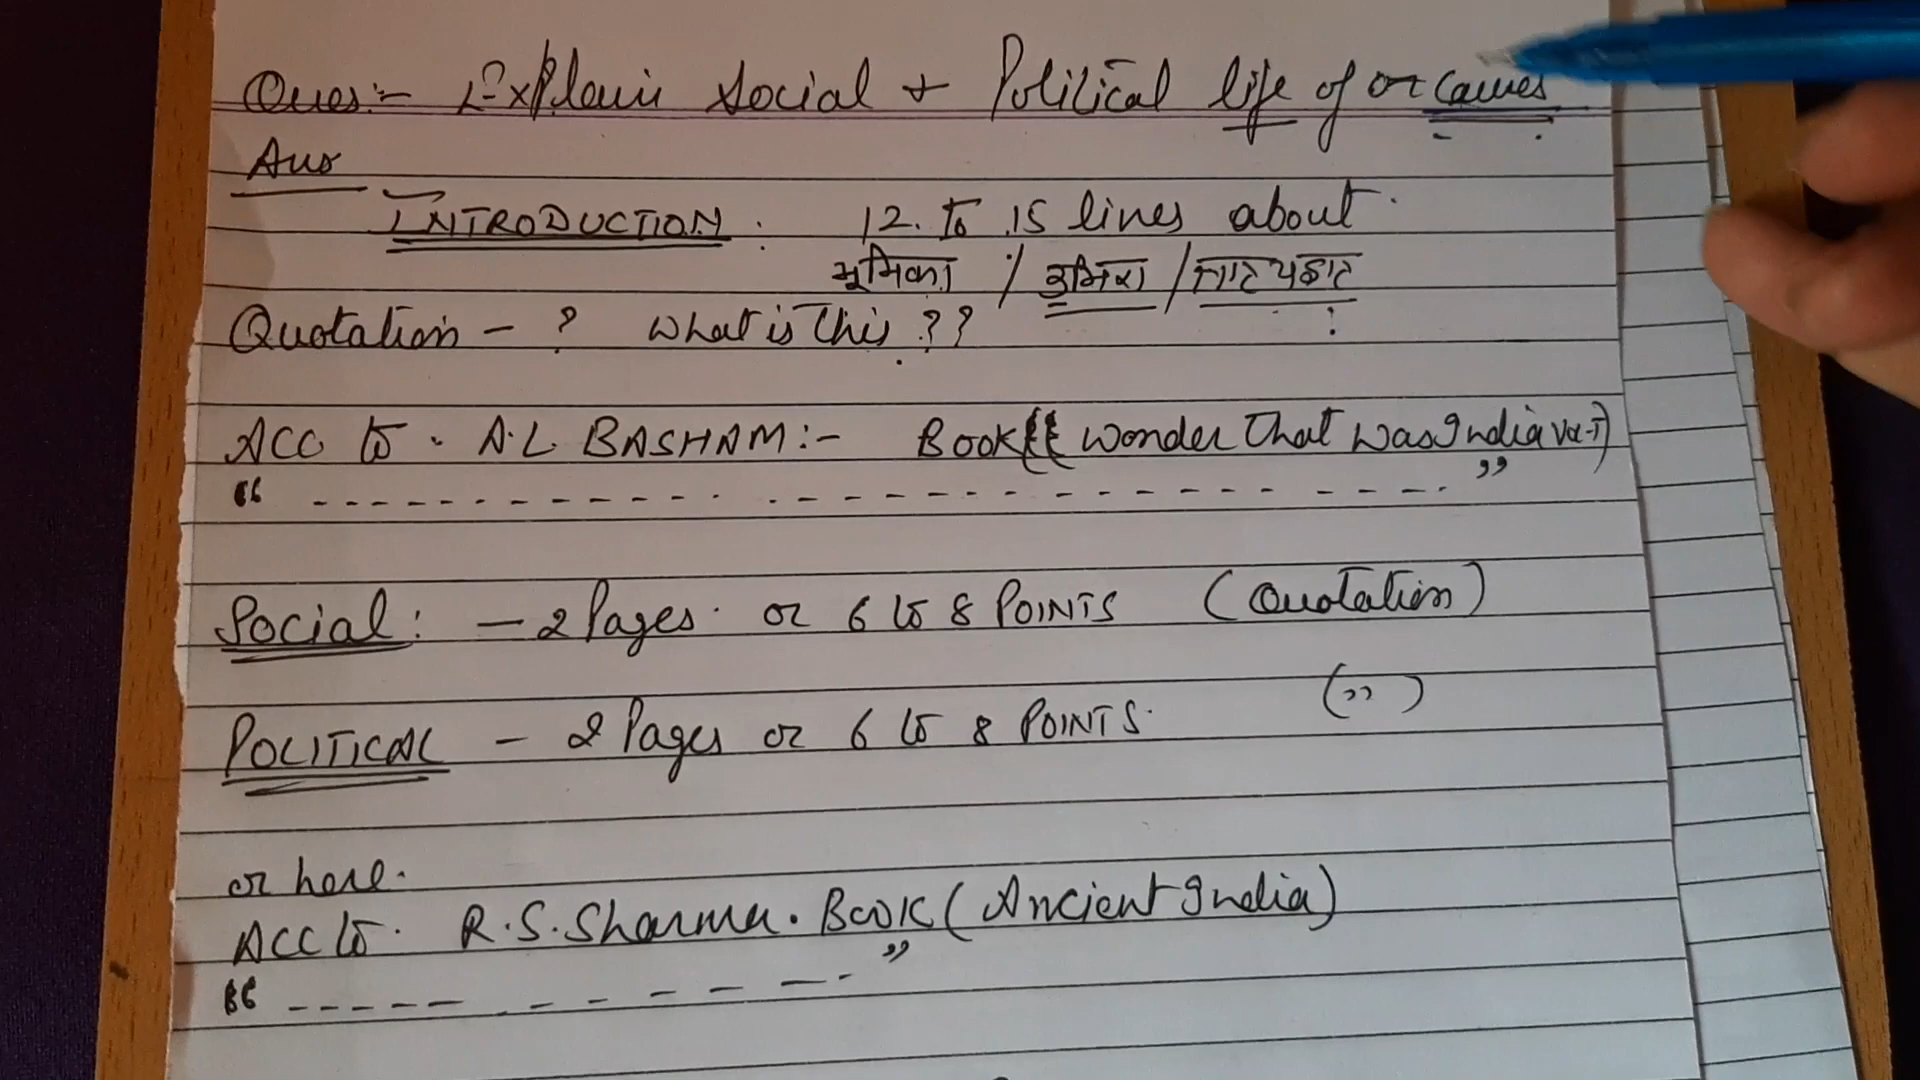 Ques:- Explain Social + Political life of or Causes
Ans
INTRODUCTION : 12. to 15 lines about
भूमिका / /
Quotation - ? What is this ??
ACC to . A.L BASHAM:- BOOK (( Wonder That Was India Vol-I)
“ - - - - - - - - - - - - - - - - - - - - - - - - ”
Social: - 2 Pages or 6 to 8 POINTS (Quotation)
POLITICAL - 2 Pages or 6 to 8 POINTS. (”)
or here.
ACC to. R.S. Sharma. Book (Ancient India)
“ - - - - - - - - - - - ”